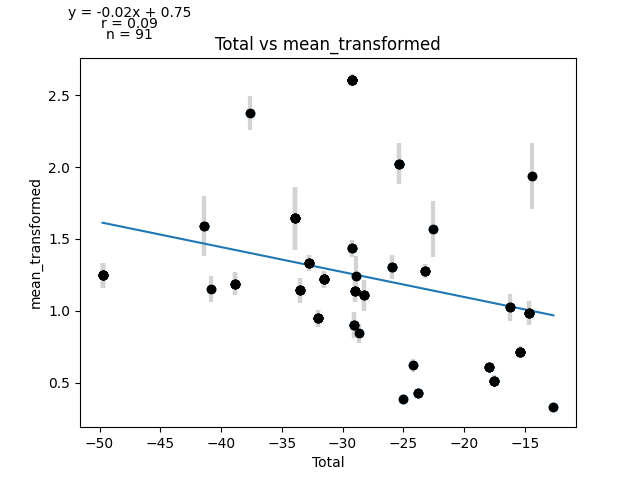 y = -0.02x + 0.75
r = 0.09
n = 91
Total vs mean_transformed
mean_transformed
2.5
2.0
1.5
1.0
0.5
−50
−45
−40
−35
−30
−25
−20
−15
Total